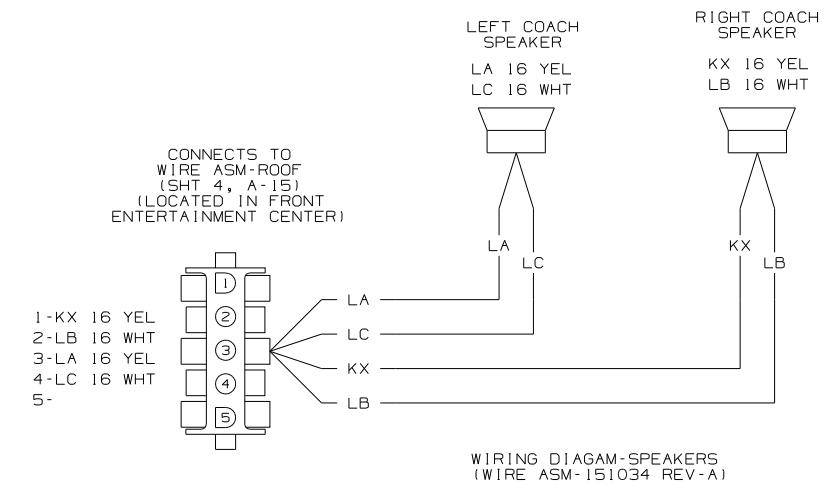 LEFT COACH
SPEAKER
LA 16 YEL
LC 16 WHT
RIGHT COACH
SPEAKER
KX 16 YEL
LB 16 WHT
CONNECTS TO
WIRE ASM-ROOF
(SHT 4, A-15)
(LOCATED IN FRONT
ENTERTAINMENT CENTER)
1-KX 16 YEL
2-LB 16 WHT
3-LA 16 YEL
4-LC 16 WHT
5-
1
2
3
4
5
LA
LC
KX
LB
LA
LC
KX
LB
WIRING DIAGAM-SPEAKERS
(WIRE ASM-151034 REV-A)